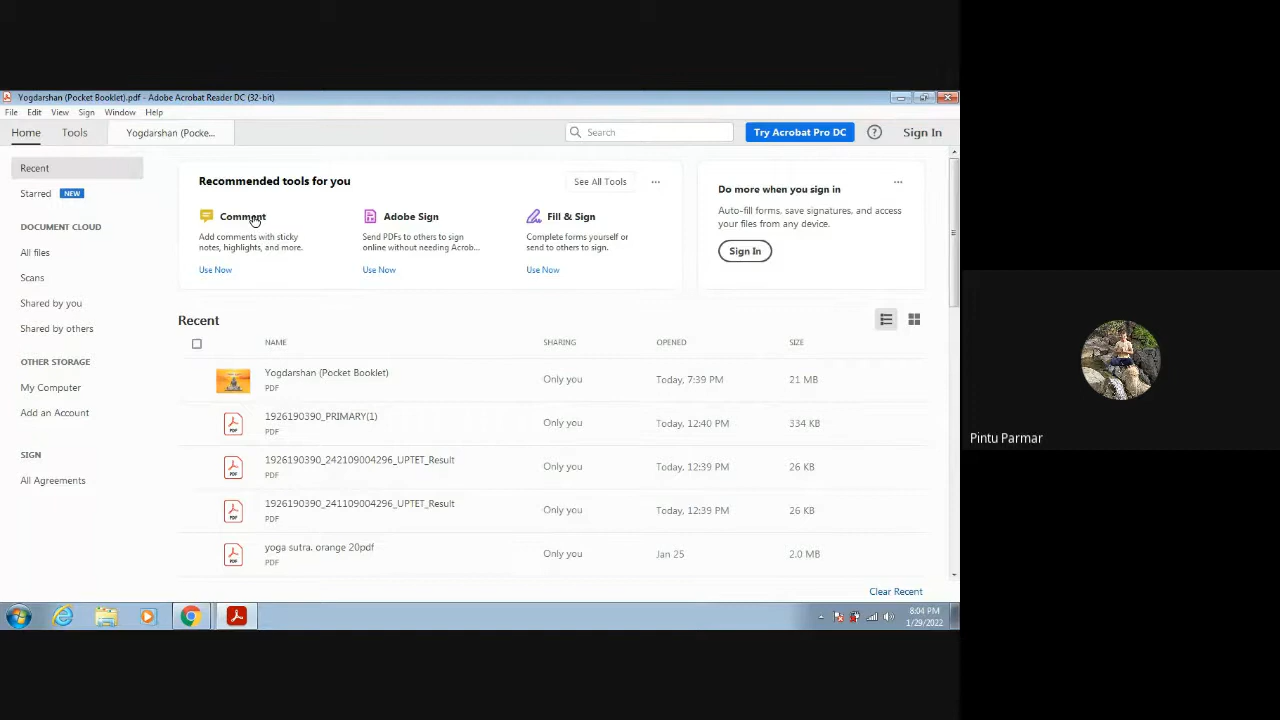 Yogdarshan (Pocket Booklet).pdf - Adobe Acrobat Reader DC (32-bit)
File Edit View Sign Window Help
Home Tools Yogdarshan (Pocke... Search Try Acrobat Pro DC ? Sign In
Recent
Starred NEW
DOCUMENT CLOUD
All files
Scans
Shared by you
Shared by others
OTHER STORAGE
My Computer
Add an Account
SIGN
All Agreements
Recommended tools for you See All Tools ...
Comment
Add comments with sticky
notes, highlights, and more.
Use Now
Adobe Sign
Send PDFs to others to sign
online without needing Acrob...
Use Now
Fill & Sign
Complete forms yourself or
send to others to sign.
Use Now
Do more when you sign in ...
Auto-fill forms, save signatures, and access
your files from any device.
Sign In
Recent
NAME SHARING OPENED SIZE
Yogdarshan (Pocket Booklet) Only you Today, 7:39 PM 21 MB
PDF
1926190390_PRIMARY(1) Only you Today, 12:40 PM 334 KB
PDF
1926190390_242109004296_UPTET_Result Only you Today, 12:39 PM 26 KB
PDF
1926190390_241109004296_UPTET_Result Only you Today, 12:39 PM 26 KB
PDF
yoga sutra. orange 20pdf Only you Jan 25 2.0 MB
PDF
Clear Recent
8:04 PM
1/29/2022
Pintu Parmar